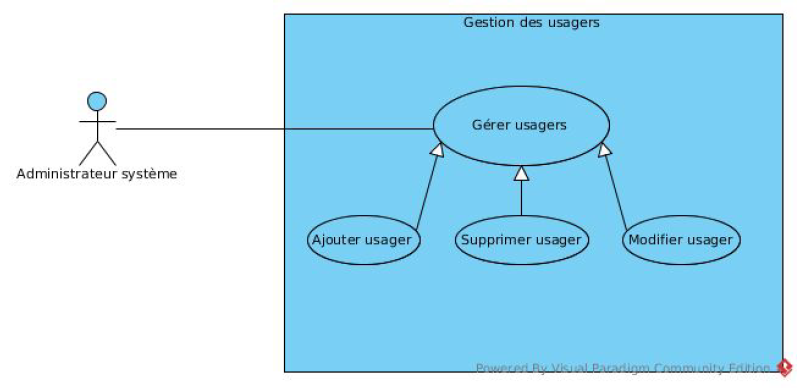 Gestion des usagers
Gérer usagers
Administrateur système
Ajouter usager
Supprimer usager
Modifier usager
Powered By Visual Paradigm Community Edition